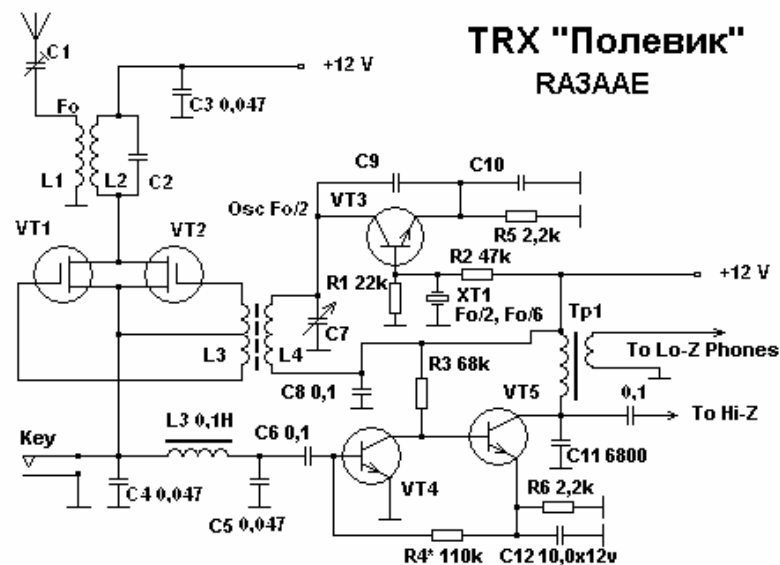 TRX "Полевик"
RA3AAE
C1
+12 V
C3 0,047
Fo
L1
L2
C2
C9
C10
Osc Fo/2
VT3
VT1
VT2
R5 2,2k
R2 47k
R1 22k
+12 V
XT1
Fo/2, Fo/6
Tp1
C7
L3
L4
To Lo-Z Phones
R3 68k
C8 0,1
VT5
0,1
L3 0,1H
C6 0,1
To Hi-Z
Key
C11 6800
C4 0,047
VT4
R6 2,2k
C5 0,047
R4* 110k
C12 10,0x12v